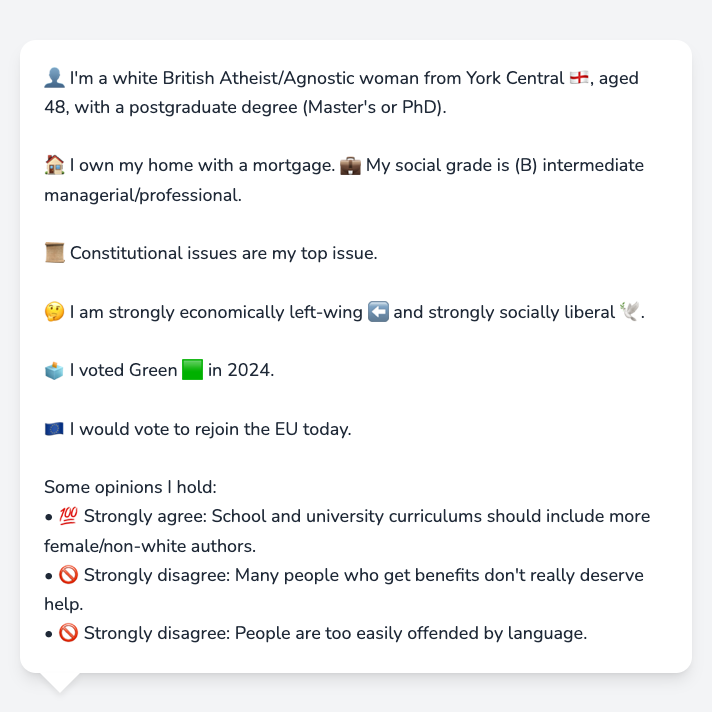 👤 I'm a white British Atheist/Agnostic woman from York Central 🏴󠁧󠁢󠁥󠁮󠁧󠁿, aged
48, with a postgraduate degree (Master's or PhD).
🏠 I own my home with a mortgage. 💼 My social grade is (B) intermediate
managerial/professional.
📜 Constitutional issues are my top issue.
🤔 I am strongly economically left-wing ⬅️ and strongly socially liberal 🕊️.
🗳️ I voted Green 🟩 in 2024.
🇪🇺 I would vote to rejoin the EU today.
Some opinions I hold:
• 💯 Strongly agree: School and university curriculums should include more
female/non-white authors.
• 🚫 Strongly disagree: Many people who get benefits don't really deserve
help.
• 🚫 Strongly disagree: People are too easily offended by language.